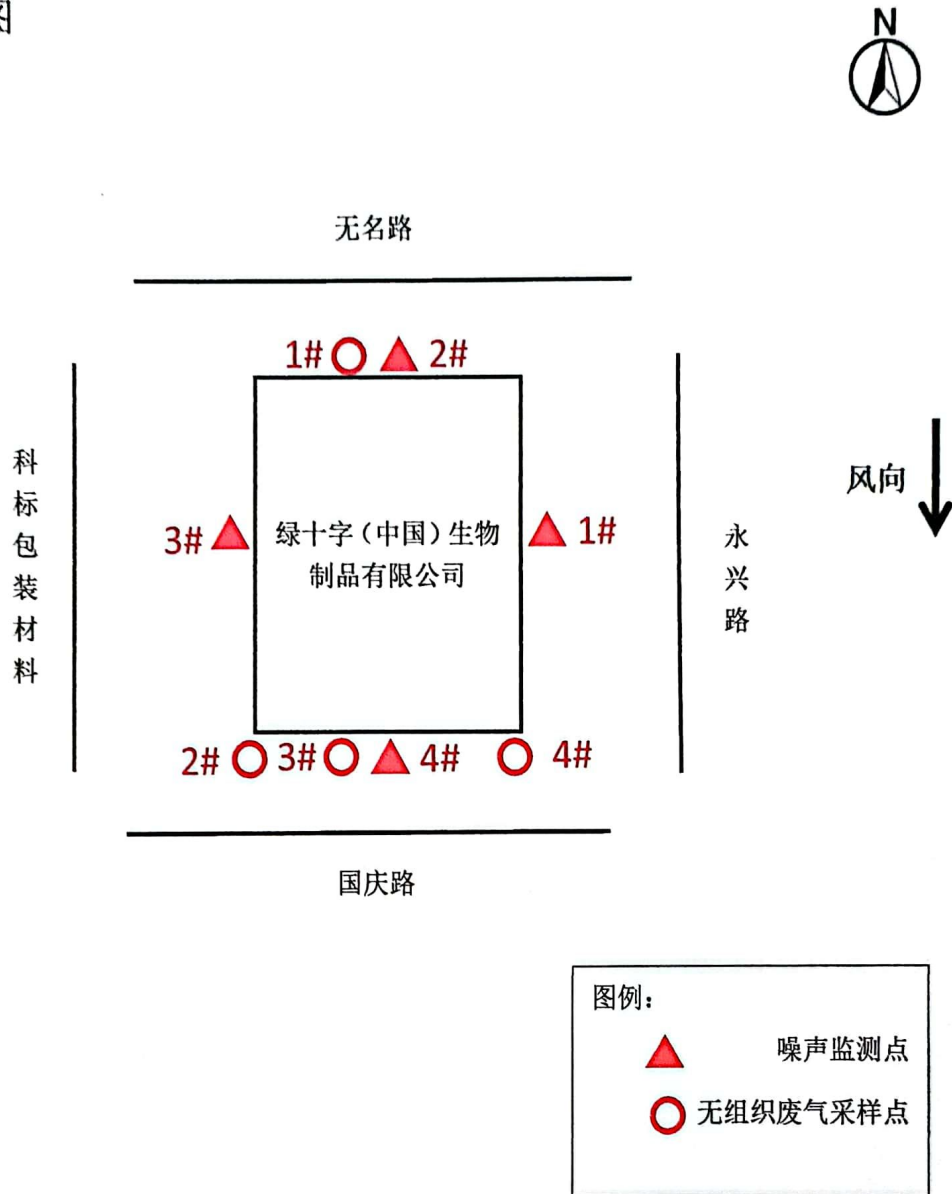 图
N
无名路
1#
2#
科标包装材料
3#
绿十字（中国）生物
制品有限公司
1#
永兴路
风向
2#
3#
4#
4#
国庆路
图例：
噪声监测点
无组织废气采样点